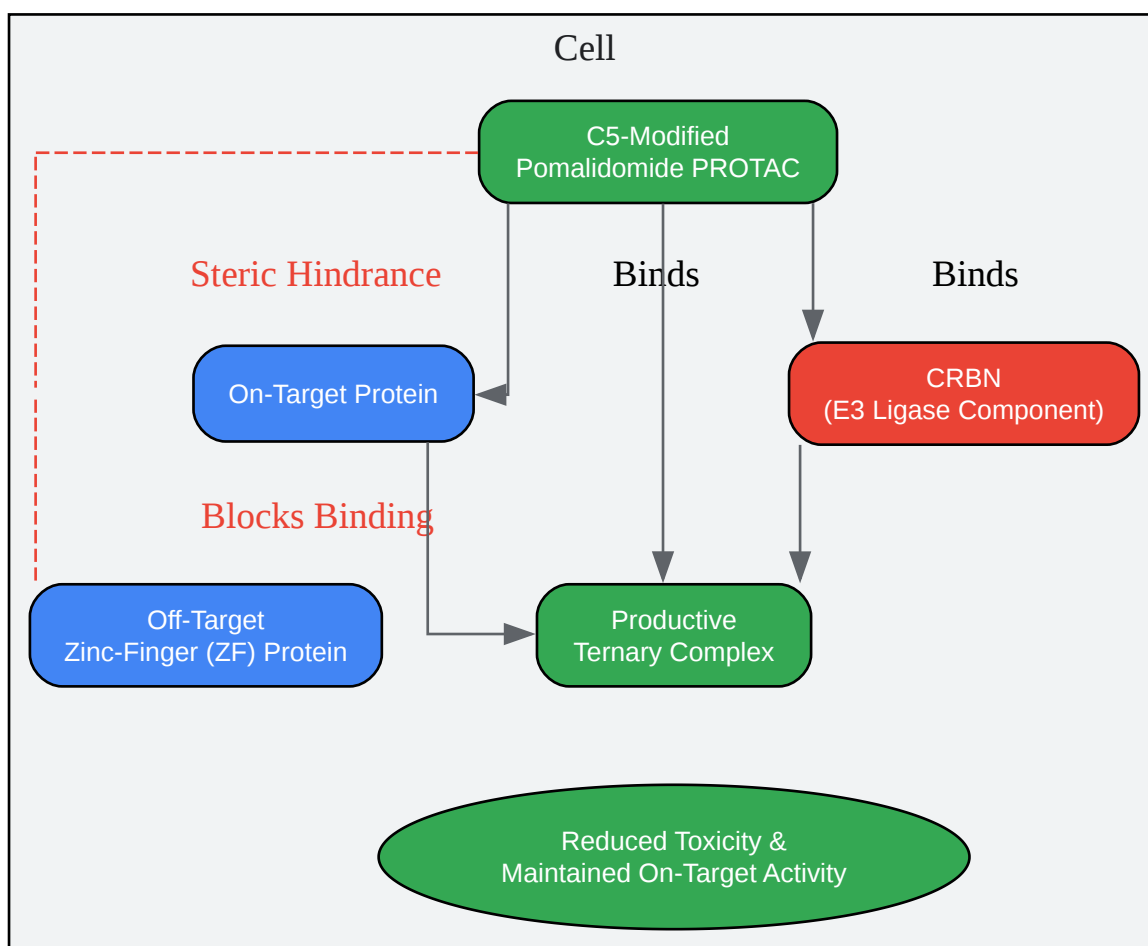 Cell
C5-Modified
Pomalidomide PROTAC
Steric Hindrance
Binds
Binds
On-Target Protein
CRBN
(E3 Ligase Component)
Blocks Binding
Off-Target
Zinc-Finger (ZF) Protein
Productive
Ternary Complex
Reduced Toxicity &
Maintained On-Target Activity